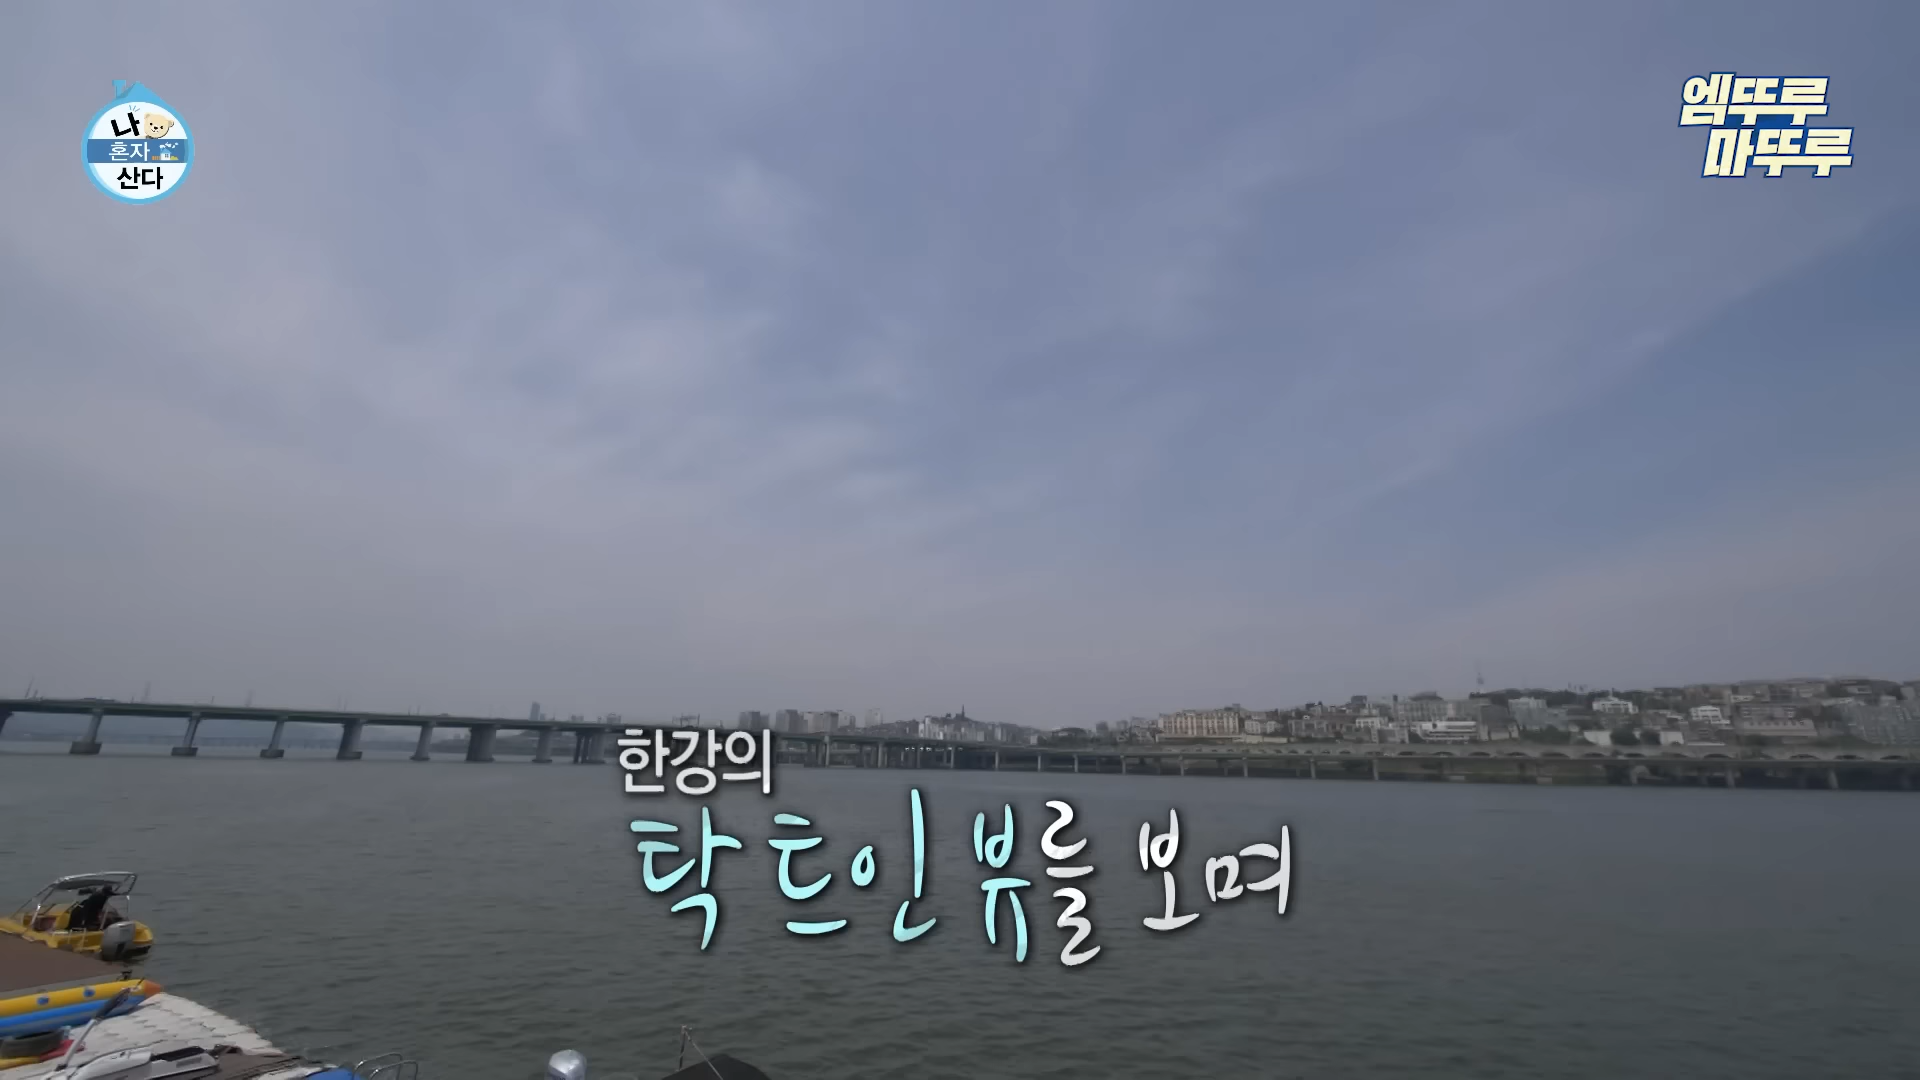 나
혼자
산다
엠뚜루
마뚜루
한강의
탁 트인 뷰를 보며